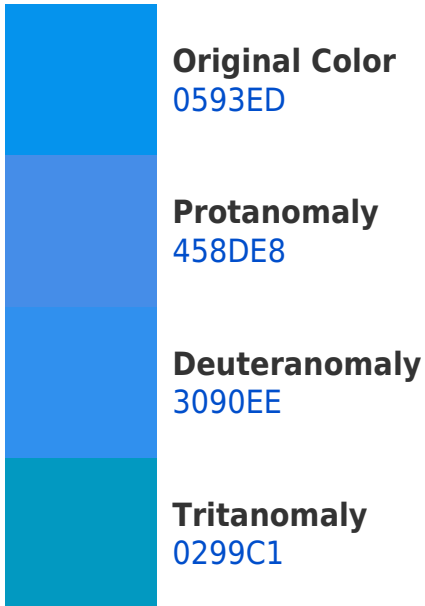 Original Color
0593ED
Protanomaly
458DE8
Deuteranomaly
3090EE
Tritanomaly
0299C1